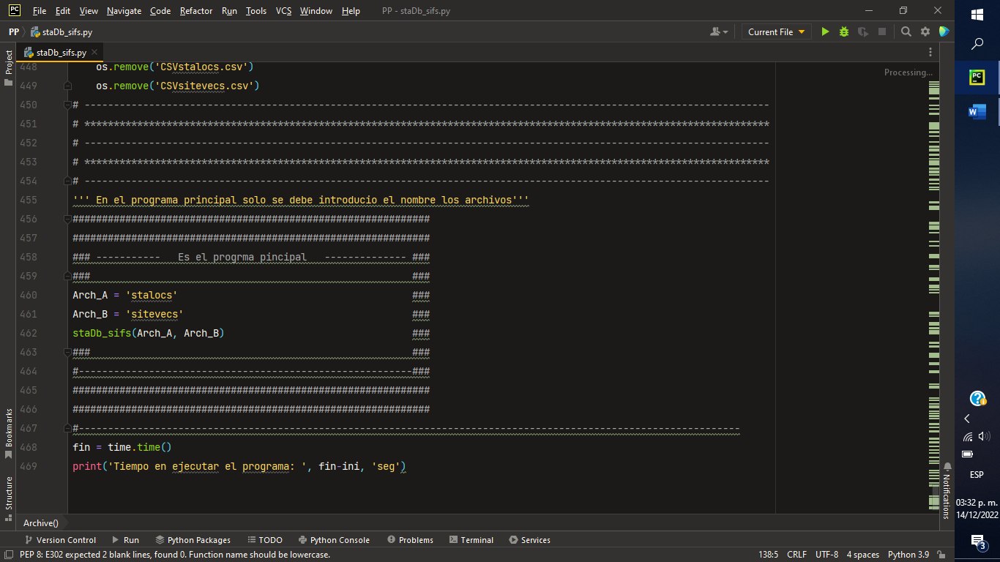 PC File Edit View Navigate Code Refactor Run Tools VCS Window Help PP - staDb_sifs.py
PP staDb_sifs.py Current File
Project staDb_sifs.py
Processing...
448 os.remove('CSVstalocs.csv')
449 os.remove('CSVsitevecs.csv')
450 # ---------------------------------------------------------------------------------------------------------------------
451 # *********************************************************************************************************************
452 # ---------------------------------------------------------------------------------------------------------------------
453 # *********************************************************************************************************************
454 # ---------------------------------------------------------------------------------------------------------------------
455 ''' En el programa principal solo se debe introducio el nombre los archivos'''
456 #############################################################
457 #############################################################
458 ### ----------- Es el progrma pincipal -------------- ###
459 ### ###
460 Arch_A = 'stalocs' ###
461 Arch_B = 'sitevecs' ###
462 staDb_sifs(Arch_A, Arch_B) ###
463 ### ###
464 #---------------------------------------------------------###
465 #############################################################
466 #############################################################
467 #-----------------------------------------------------------------------------------------------------------------
468 fin = time.time()
469 print('Tiempo en ejecutar el programa: ', fin-ini, 'seg')
Bookmarks
Structure
Notifications
Archive()
Version Control Run Python Packages TODO Python Console Problems Terminal Services
PEP 8: E302 expected 2 blank lines, found 0. Function name should be lowercase. 138:5 CRLF UTF-8 4 spaces Python 3.9
PC
W
?
ESP
03:32 p. m.
14/12/2022
3